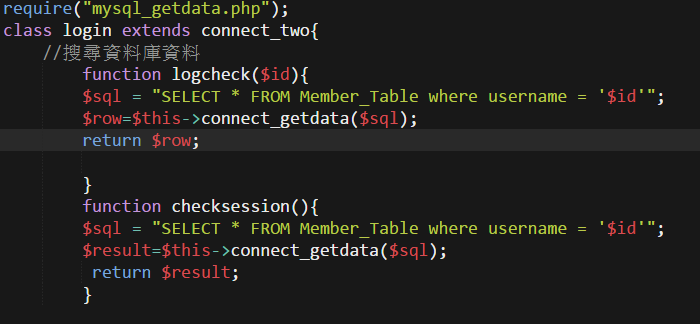 require("mysql_getdata.php");
class login extends connect_two{
//搜尋資料庫資料
function logcheck($id){
$sql = "SELECT * FROM Member_Table where username = '$id'";
$row=$this->connect_getdata($sql);
return $row;
}
function checksession(){
$sql = "SELECT * FROM Member_Table where username = '$id'";
$result=$this->connect_getdata($sql);
return $result;
}